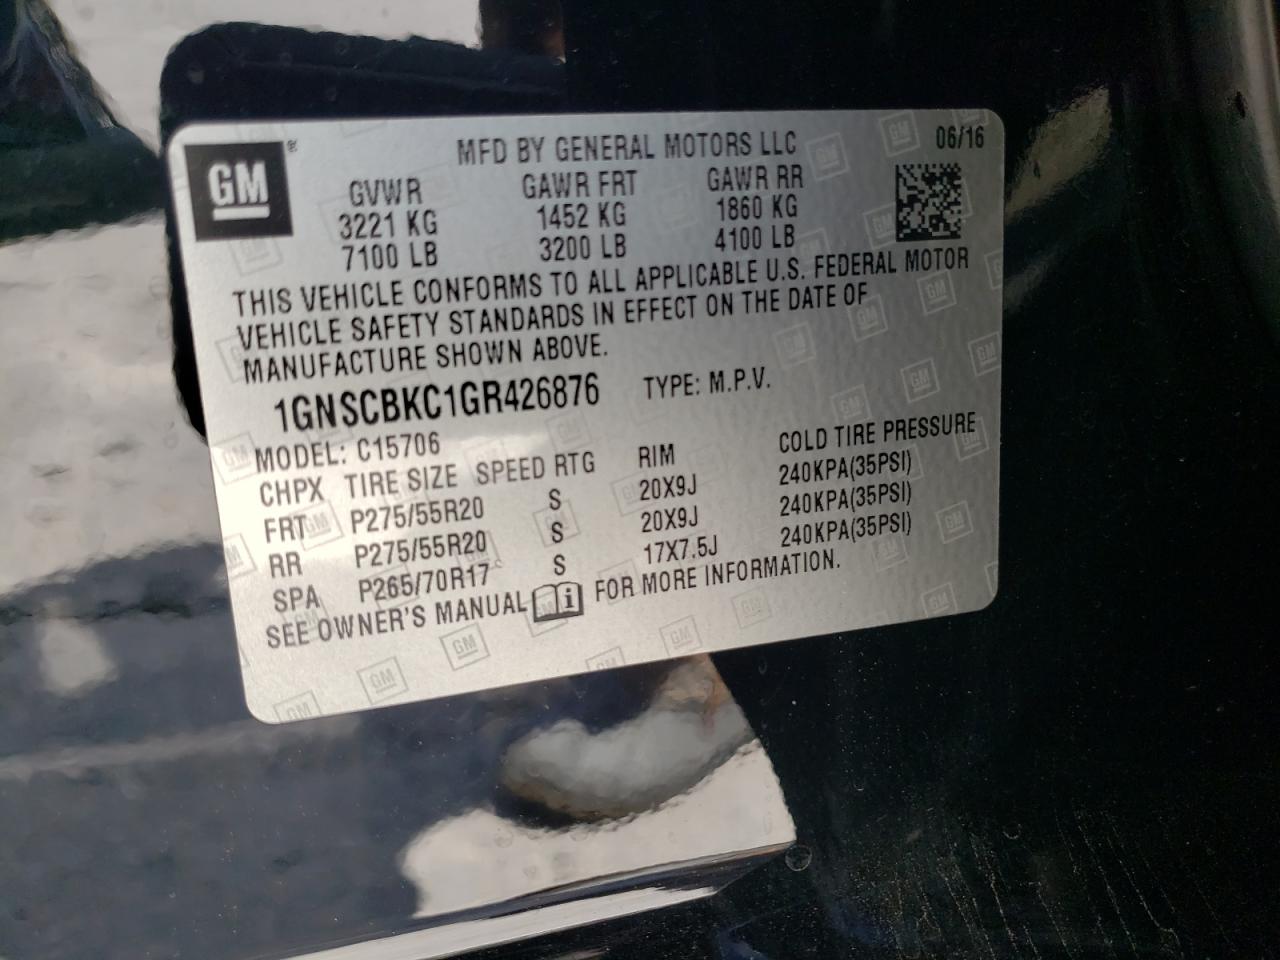 GM ®
MFD BY GENERAL MOTORS LLC 06/16
GVWR GAWR FRT GAWR RR
3221 KG 1452 KG 1860 KG
7100 LB 3200 LB 4100 LB
THIS VEHICLE CONFORMS TO ALL APPLICABLE U.S. FEDERAL MOTOR
VEHICLE SAFETY STANDARDS IN EFFECT ON THE DATE OF
MANUFACTURE SHOWN ABOVE.
1GNSCBKC1GR426876 TYPE: M.P.V.
MODEL: C15706
CHPX TIRE SIZE SPEED RTG RIM COLD TIRE PRESSURE
FRT P275/55R20 S 20X9J 240KPA(35PSI)
RR P275/55R20 S 20X9J 240KPA(35PSI)
SPA P265/70R17 S 17X7.5J 240KPA(35PSI)
SEE OWNER'S MANUAL i FOR MORE INFORMATION.